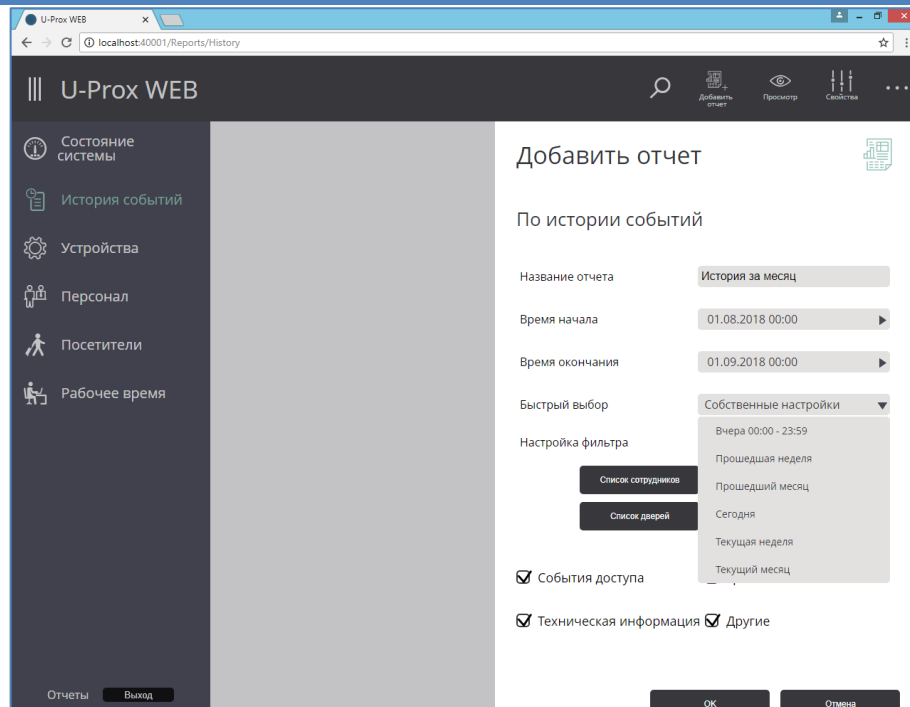 U-Prox WEB
localhost:40001/Reports/History
U-Prox WEB
Добавить отчет
Просмотр
Свойства
Состояние системы
История событий
Устройства
Персонал
Посетители
Рабочее время
Отчеты
Выход
Добавить отчет
По истории событий
Название отчета
История за месяц
Время начала
01.08.2018 00:00
Время окончания
01.09.2018 00:00
Быстрый выбор
Собственные настройки
Вчера 00:00 - 23:59
Прошедшая неделя
Прошедший месяц
Сегодня
Текущая неделя
Текущий месяц
Настройка фильтра
Список сотрудников
Список дверей
События доступа
Техническая информация
Другие
ОК
Отмена